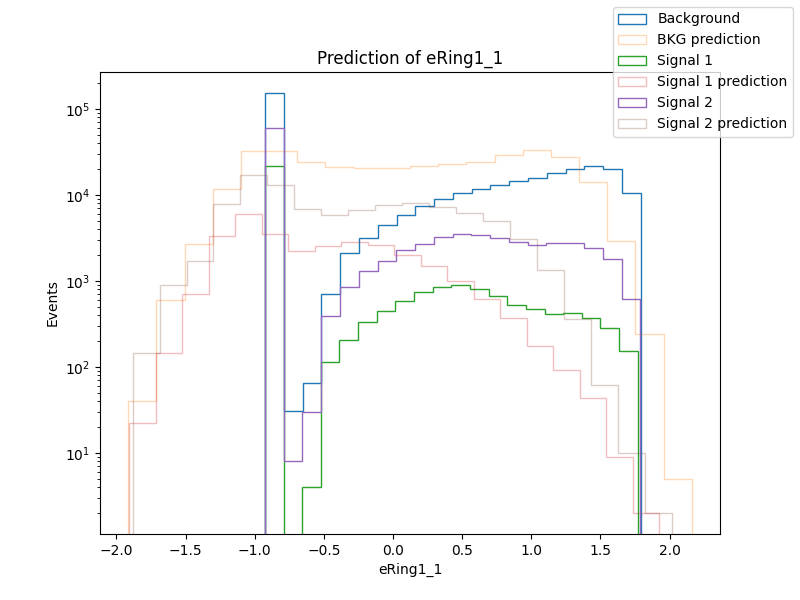 Prediction of eRing1_1
Background
BKG prediction
Signal 1
Signal 1 prediction
Signal 2
Signal 2 prediction
Events
10^5
10^4
10^3
10^2
10^1
−2.0 −1.5 −1.0 −0.5 0.0 0.5 1.0 1.5 2.0
eRing1_1